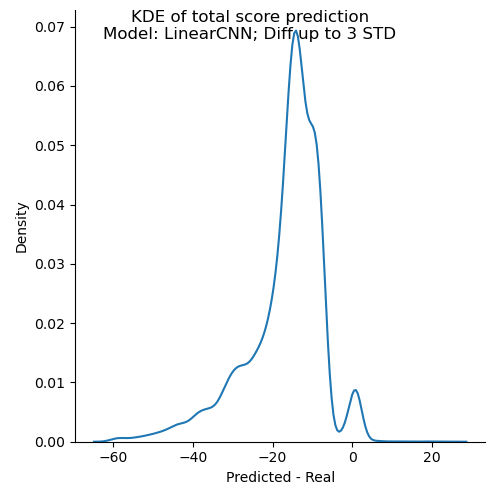 KDE of total score prediction
Model: LinearCNN; Diff up to 3 STD
0.07
0.06
0.05
0.04
0.03
0.02
0.01
0.00
Density
−60 −40 −20 0 20
Predicted - Real